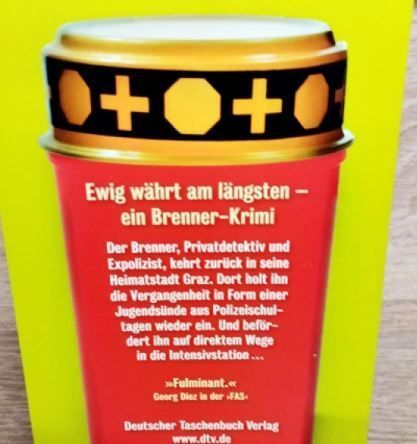 Ewig währt am längsten –
ein Brenner-Krimi
Der Brenner, Privatdetektiv und
Expolizist, kehrt zurück in seine
Heimatstadt Graz. Dort holt ihn
die Vergangenheit in Form einer
Jugendsünde aus Polizeischul-
tagen wieder ein. Und beför-
dert ihn auf direktem Wege
in die Intensivstation ...
»Fulminant.«
Georg Diez in der ›FAS‹
Deutscher Taschenbuch Verlag
www.dtv.de